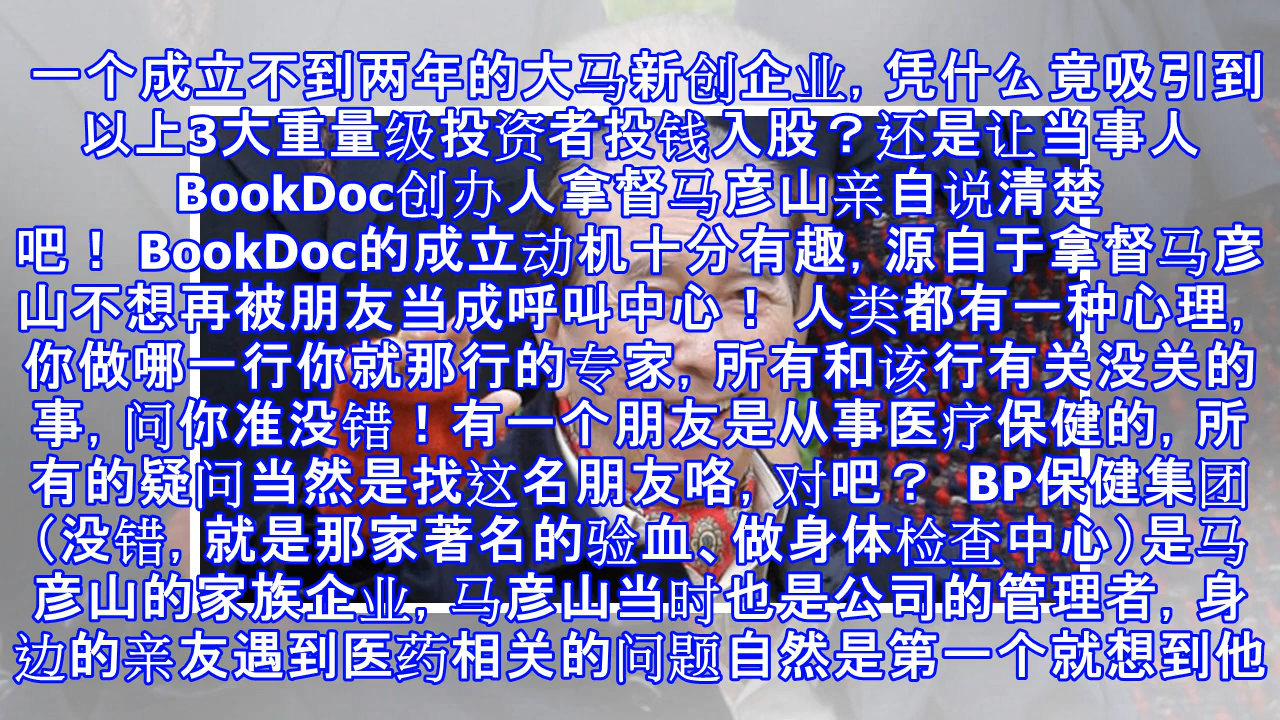 一个成立不到两年的大马新创企业, 凭什么竟吸引到
以上3大重量级投资者投钱入股？还是让当事人
BookDoc创办人拿督马彦山亲自说清楚
吧！ BookDoc的成立动机十分有趣, 源自于拿督马彦
山不想再被朋友当成呼叫中心！ 人类都有一种心理,
你做哪一行你就那行的专家, 所有和该行有关没关的
事, 问你准没错！有一个朋友是从事医疗保健的, 所
有的疑问当然是找这名朋友咯, 对吧？ BP保健集团
(没错, 就是那家著名的验血、做身体检查中心)是马
彦山的家族企业, 马彦山当时也是公司的管理者, 身
边的亲友遇到医药相关的问题自然是第一个就想到他